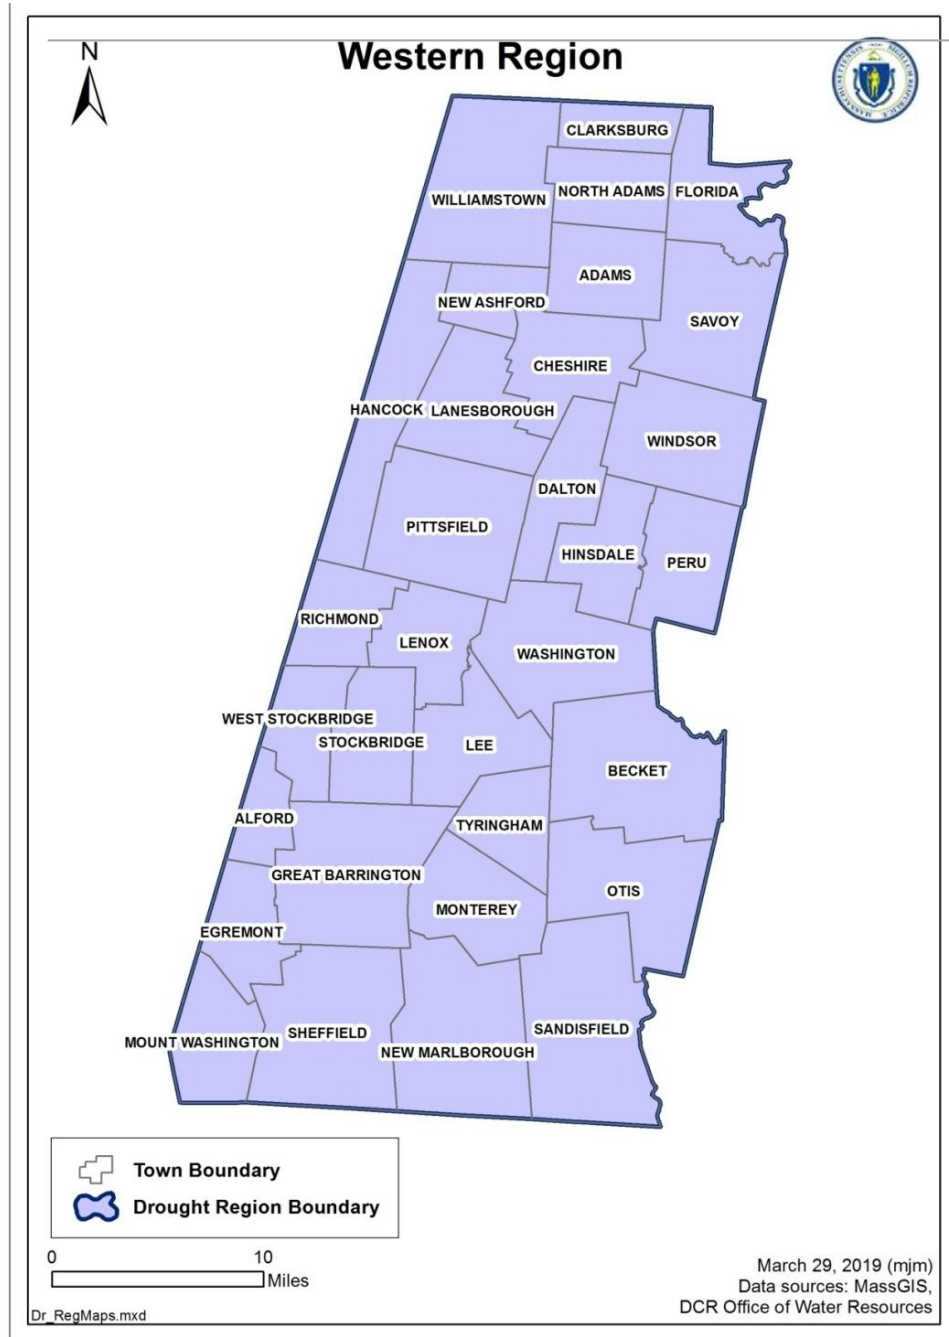 N
Western Region
CLARKSBURG
WILLIAMSTOWN
NORTH ADAMS
FLORIDA
ADAMS
NEW ASHFORD
SAVOY
CHESHIRE
HANCOCK
LANESBOROUGH
WINDSOR
DALTON
PITTSFIELD
HINSDALE
PERU
RICHMOND
LENOX
WASHINGTON
WEST STOCKBRIDGE
STOCKBRIDGE
LEE
BECKET
ALFORD
TYRINGHAM
GREAT BARRINGTON
OTIS
MONTEREY
EGREMONT
SANDISFIELD
SHEFFIELD
MOUNT WASHINGTON
NEW MARLBOROUGH
Town Boundary
Drought Region Boundary
0 10
Miles
March 29, 2019 (mjm)
Data sources: MassGIS,
DCR Office of Water Resources
Dr_RegMaps.mxd